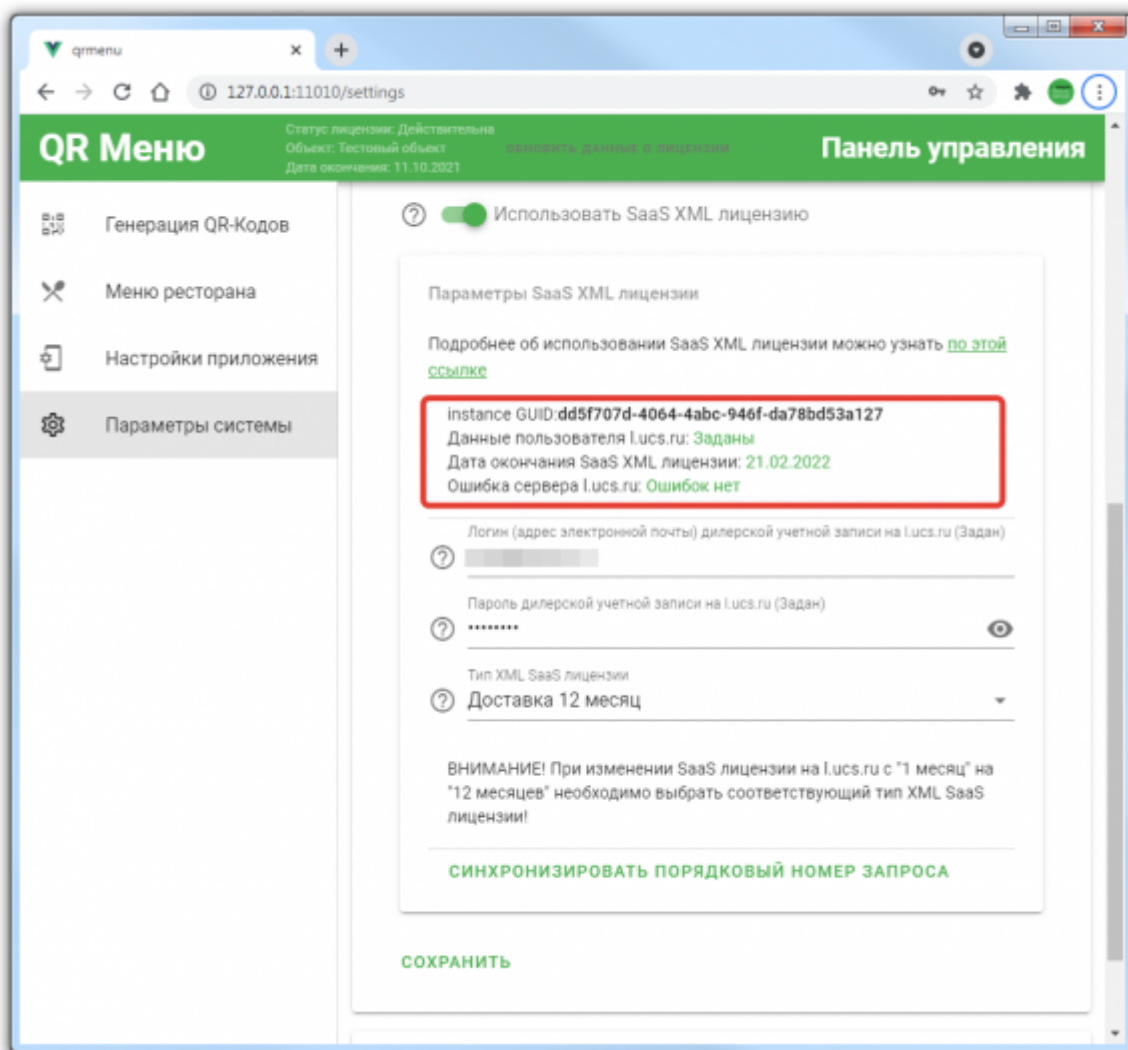 qrmenu
127.0.0.1:11010/settings
QR Меню
Статус лицензии: Действительна
Объект: Тестовый объект
Дата окончания: 11.10.2021
ОБНОВИТЬ ДАННЫЕ О ЛИЦЕНЗИИ
Панель управления
Генерация QR-Кодов
Меню ресторана
Настройки приложения
Параметры системы
Использовать SaaS XML лицензию
Параметры SaaS XML лицензии
Подробнее об использовании SaaS XML лицензии можно узнать по этой
ссылке
instance GUID:dd5f707d-4064-4abc-946f-da78bd53a127
Данные пользователя l.ucs.ru: Заданы
Дата окончания SaaS XML лицензии: 21.02.2022
Ошибка сервера l.ucs.ru: Ошибок нет
Логин (адрес электронной почты) дилерской учетной записи на l.ucs.ru (Задан)
Пароль дилерской учетной записи на l.ucs.ru (Задан)
••••••••
Тип XML SaaS лицензии
Доставка 12 месяц
ВНИМАНИЕ! При изменении SaaS лицензии на l.ucs.ru с "1 месяц" на
"12 месяцев" необходимо выбрать соответствующий тип XML SaaS
лицензии!
СИНХРОНИЗИРОВАТЬ ПОРЯДКОВЫЙ НОМЕР ЗАПРОСА
СОХРАНИТЬ